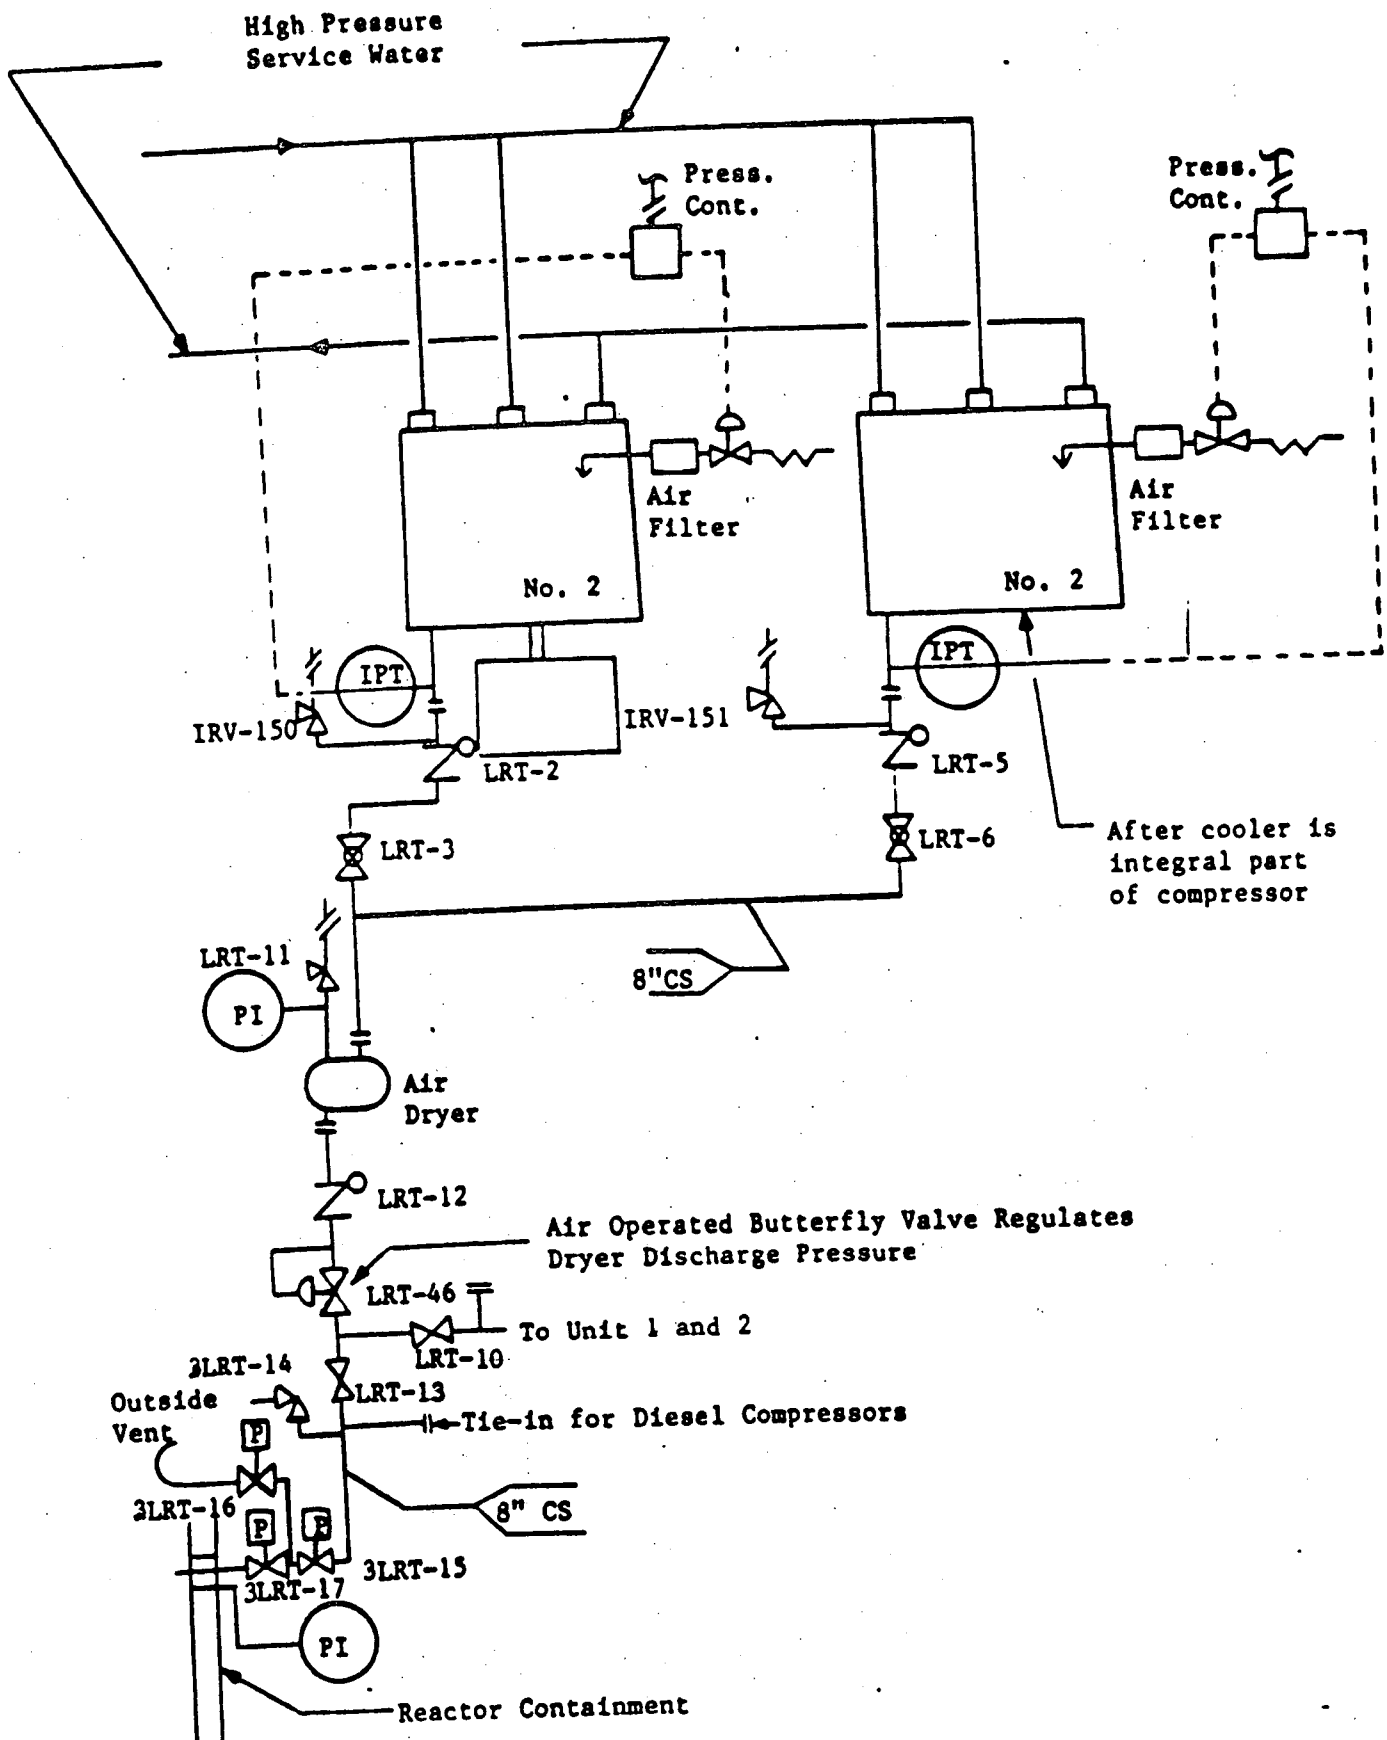 High Pressure
Service Water
Press.
Cont.
Press.
Cont.
Air
Filter
No. 2
Air
Filter
No. 2
IPT
IRV-150
IRV-151
LRT-2
IPT
LRT-5
LRT-3
LRT-6
After cooler is
integral part
of compressor
LRT-11
8"CS
PI
Air
Dryer
LRT-12
Air Operated Butterfly Valve Regulates
Dryer Discharge Pressure
LRT-46
To Unit 1 and 2
LRT-10
3LRT-14
LRT-13
Outside
Vent
Tie-in for Diesel Compressors
P
3LRT-16
8" CS
P
P
3LRT-15
3LRT-17
PI
Reactor Containment